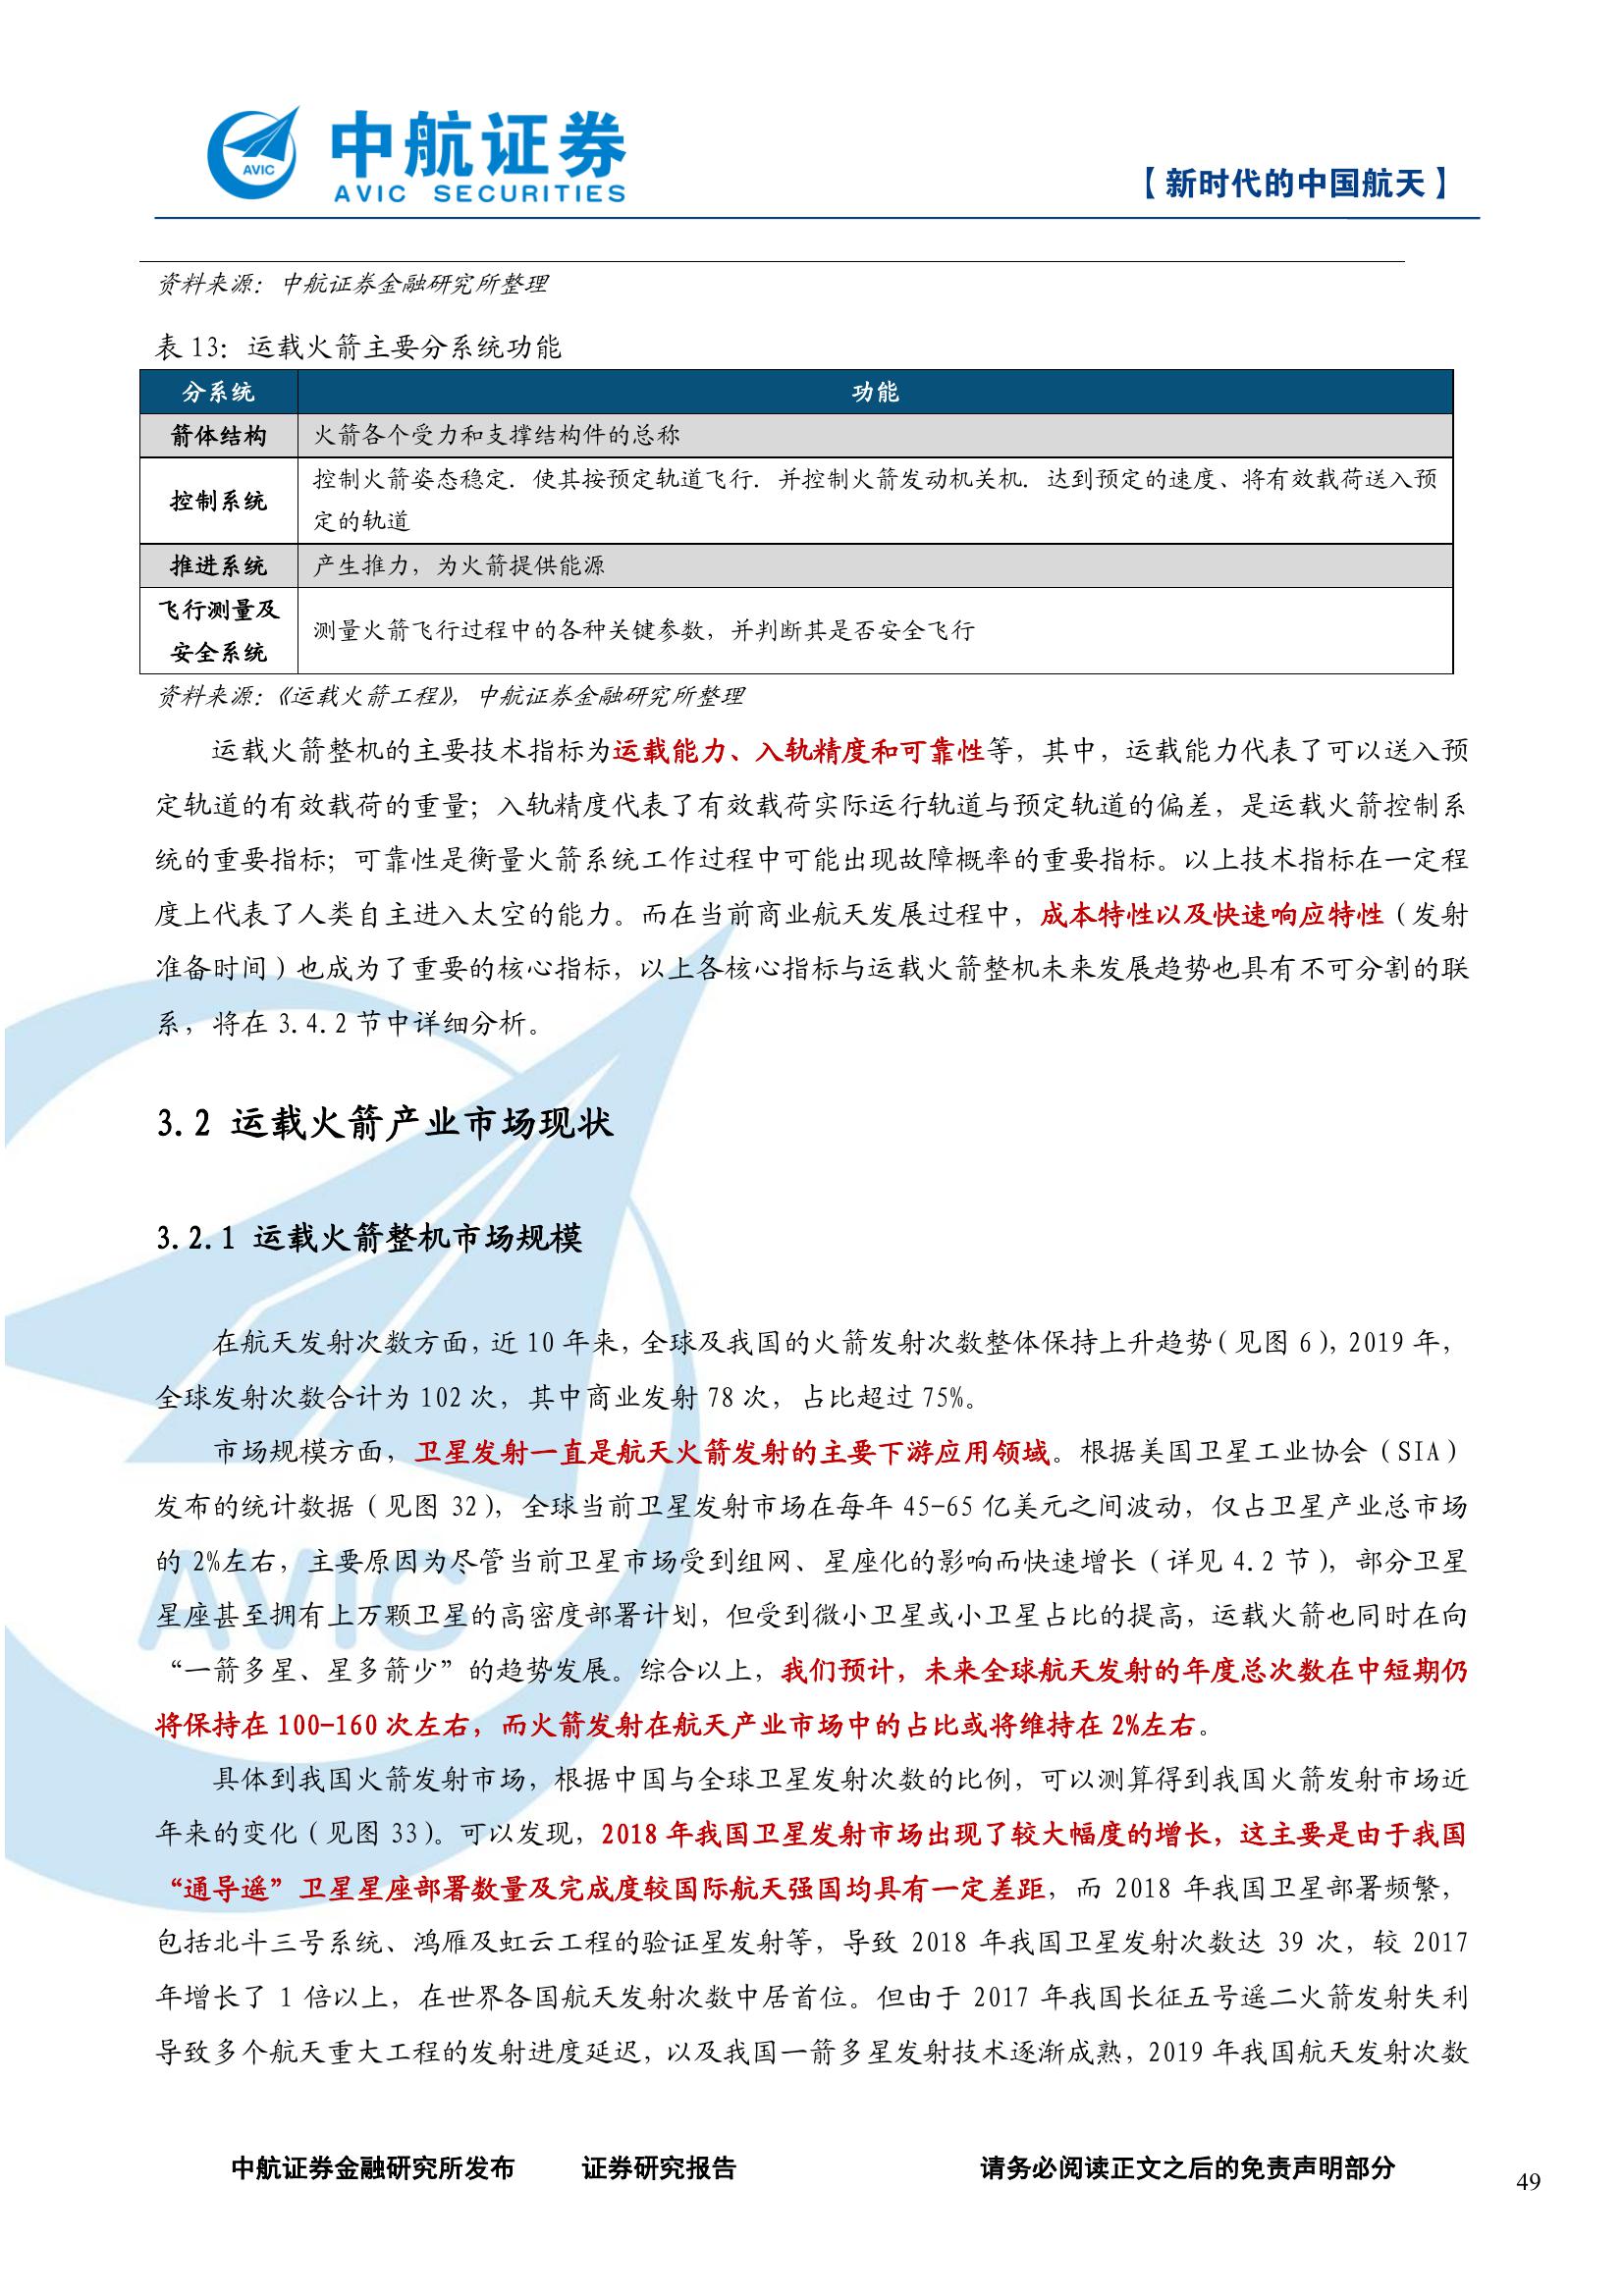 AVIC
中航证券
AVIC SECURITIES
【新时代的中国航天】
资料来源：中航证券金融研究所整理
表 13：运载火箭主要分系统功能
分系统 功能
箭体结构 火箭各个受力和支撑结构件的总称
控制系统 控制火箭姿态稳定．使其按预定轨道飞行．并控制火箭发动机关机．达到预定的速度、将有效载荷送入预
定的轨道
推进系统 产生推力，为火箭提供能源
飞行测量及
安全系统 测量火箭飞行过程中的各种关键参数，并判断其是否安全飞行
资料来源：《运载火箭工程》，中航证券金融研究所整理
运载火箭整机的主要技术指标为运载能力、入轨精度和可靠性等，其中，运载能力代表了可以送入预
定轨道的有效载荷的重量；入轨精度代表了有效载荷实际运行轨道与预定轨道的偏差，是运载火箭控制系
统的重要指标；可靠性是衡量火箭系统工作过程中可能出现故障概率的重要指标。以上技术指标在一定程
度上代表了人类自主进入太空的能力。而在当前商业航天发展过程中，成本特性以及快速响应特性（发射
准备时间）也成为了重要的核心指标，以上各核心指标与运载火箭整机未来发展趋势也具有不可分割的联
系，将在 3.4.2 节中详细分析。
3.2 运载火箭产业市场现状
3.2.1 运载火箭整机市场规模
在航天发射次数方面，近 10 年来，全球及我国的火箭发射次数整体保持上升趋势（见图 6），2019 年，
全球发射次数合计为 102 次，其中商业发射 78 次，占比超过 75%。
市场规模方面，卫星发射一直是航天火箭发射的主要下游应用领域。根据美国卫星工业协会（SIA）
发布的统计数据（见图 32），全球当前卫星发射市场在每年 45-65 亿美元之间波动，仅占卫星产业总市场
的 2%左右，主要原因为尽管当前卫星市场受到组网、星座化的影响而快速增长（详见 4.2 节），部分卫星
星座甚至拥有上万颗卫星的高密度部署计划，但受到微小卫星或小卫星占比的提高，运载火箭也同时在向
“一箭多星、星多箭少”的趋势发展。综合以上，我们预计，未来全球航天发射的年度总次数在中短期仍
将保持在 100-160 次左右，而火箭发射在航天产业市场中的占比或将维持在 2%左右。
具体到我国火箭发射市场，根据中国与全球卫星发射次数的比例，可以测算得到我国火箭发射市场近
年来的变化（见图 33）。可以发现，2018 年我国卫星发射市场出现了较大幅度的增长，这主要是由于我国
“通导遥”卫星星座部署数量及完成度较国际航天强国均具有一定差距，而 2018 年我国卫星部署频繁，
包括北斗三号系统、鸿雁及虹云工程的验证星发射等，导致 2018 年我国卫星发射次数达 39 次，较 2017
年增长了 1 倍以上，在世界各国航天发射次数中居首位。但由于 2017 年我国长征五号遥二火箭发射失利
导致多个航天重大工程的发射进度延迟，以及我国一箭多星发射技术逐渐成熟，2019 年我国航天发射次数
AVIC
中航证券金融研究所发布 证券研究报告 请务必阅读正文之后的免责声明部分
49